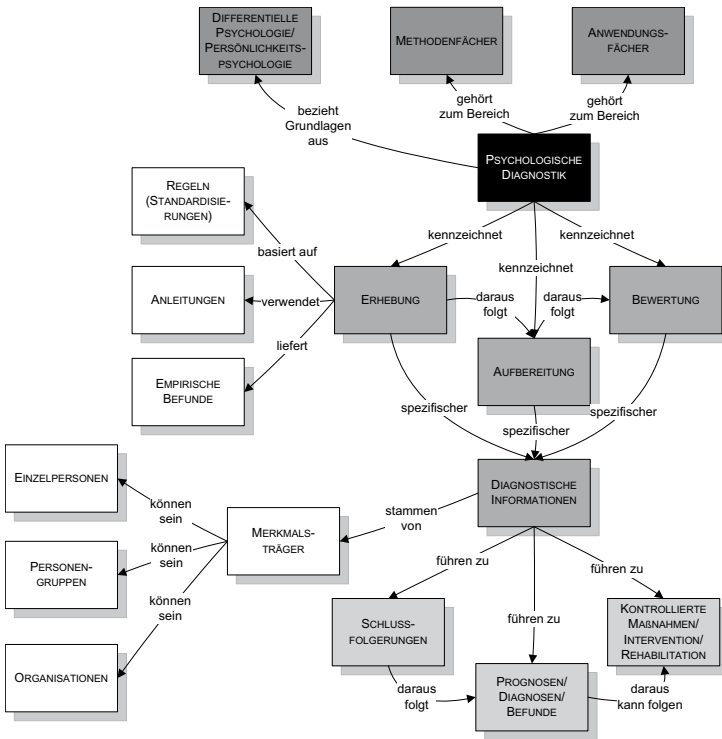 DIFFERENTIELLE
PSYCHOLOGIE/
PERSÖNLICHKEITS-
PSYCHOLOGIE
METHODENFÄCHER
ANWENDUNGS-
FÄCHER
bezieht
Grundlagen
aus
gehört
zum Bereich
gehört
zum Bereich
PSYCHOLOGISCHE
DIAGNOSTIK
REGELN
(STANDARDISIE-
RUNGEN)
kennzeichnet
kennzeichnet
kennzeichnet
basiert auf
ANLEITUNGEN
verwendet
ERHEBUNG
daraus
folgt
daraus
folgt
BEWERTUNG
liefert
EMPIRISCHE
BEFUNDE
AUFBEREITUNG
spezifischer
spezifischer
spezifischer
EINZELPERSONEN
können
sein
DIAGNOSTISCHE
INFORMATIONEN
stammen
von
MERKMALS-
TRÄGER
PERSONEN-
GRUPPEN
können
sein
können
sein
ORGANISATIONEN
führen zu
führen zu
führen zu
SCHLUSS-
FOLGERUNGEN
KONTROLLIERTE
MAßNAHMEN/
INTERVENTION/
REHABILITATION
daraus
folgt
PROGNOSEN/
DIAGNOSEN/
BEFUNDE
daraus
kann folgen